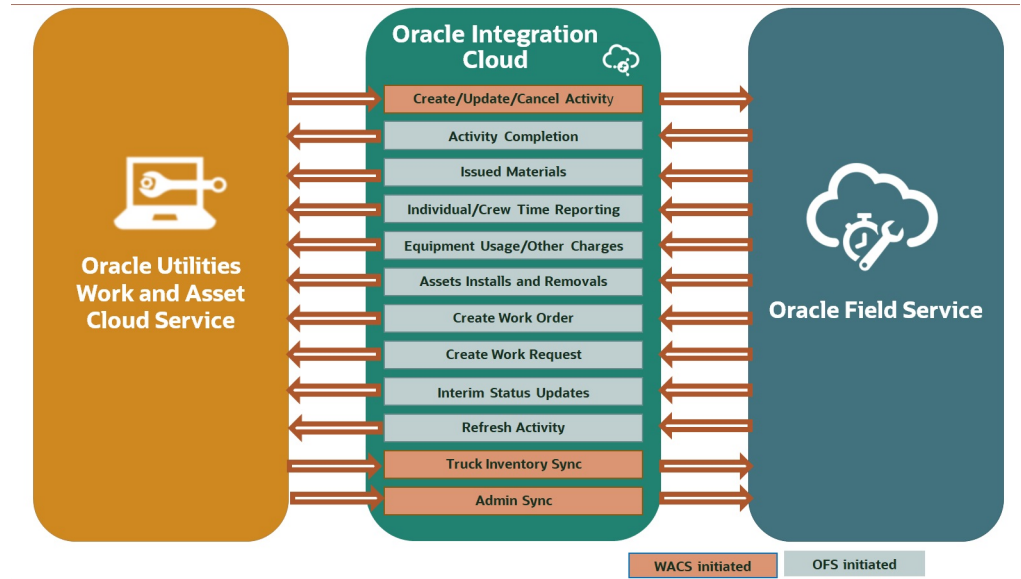 Oracle Integration
Cloud
Create/Update/Cancel Activity
Activity Completion
Issued Materials
Individual/Crew Time Reporting
Equipment Usage/Other Charges
Assets Installs and Removals
Create Work Order
Create Work Request
Interim Status Updates
Refresh Activity
Truck Inventory Sync
Admin Sync
Oracle Utilities
Work and Asset
Cloud Service
Oracle Field Service
WACS initiated
OFS initiated